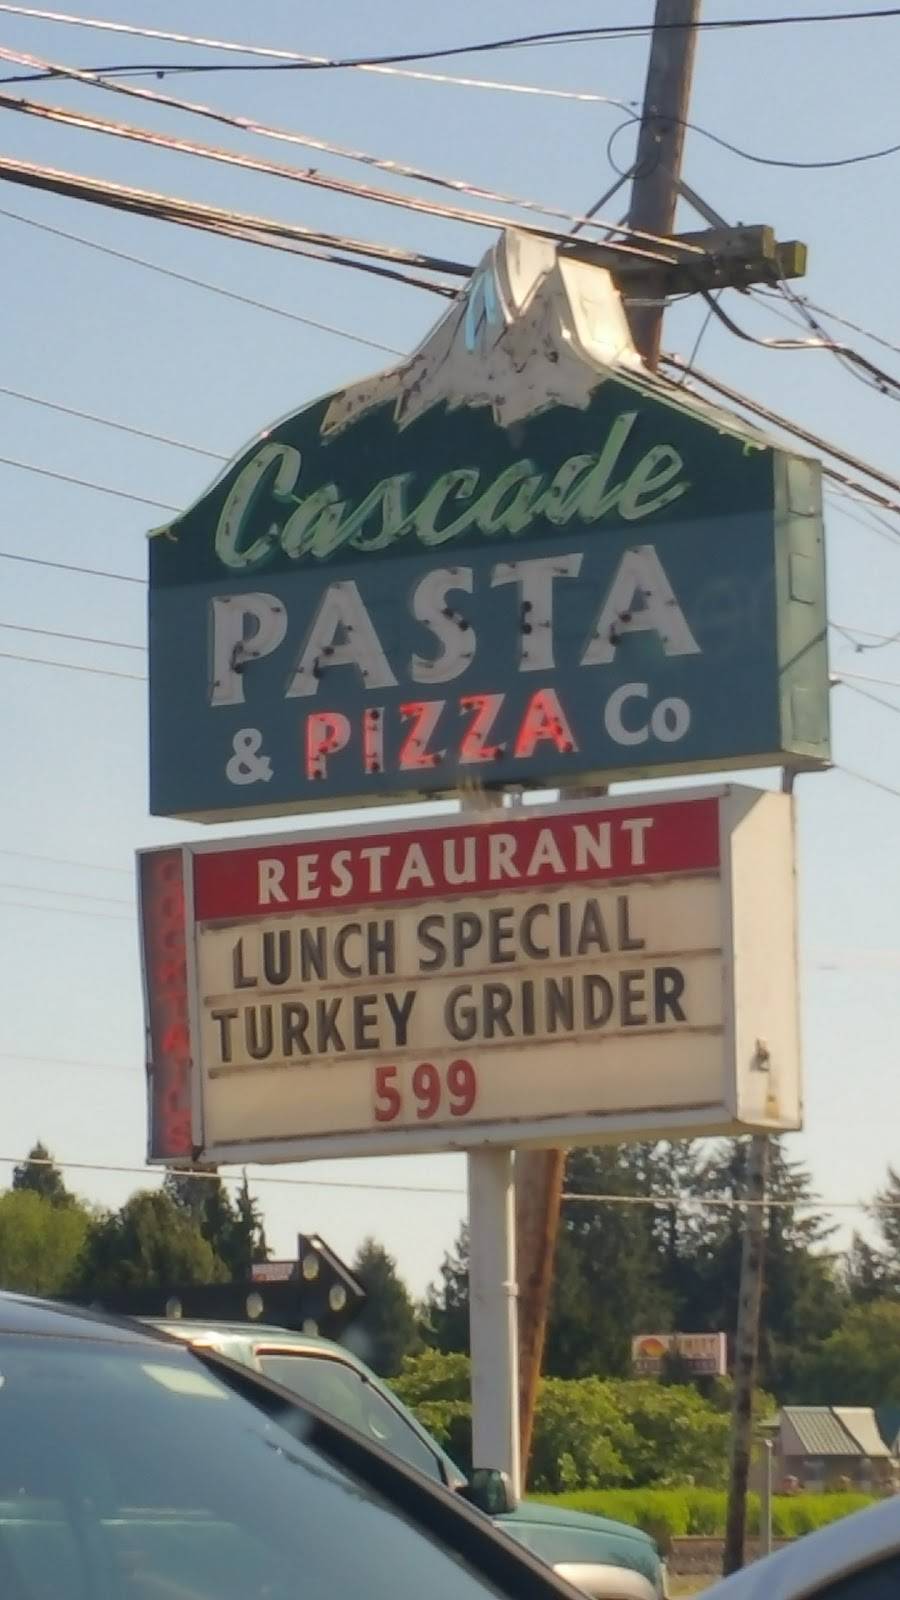 Cascade
PASTA
& PIZZA Co
RESTAURANT
LUNCH SPECIAL
TURKEY GRINDER
599
COCKTAILS